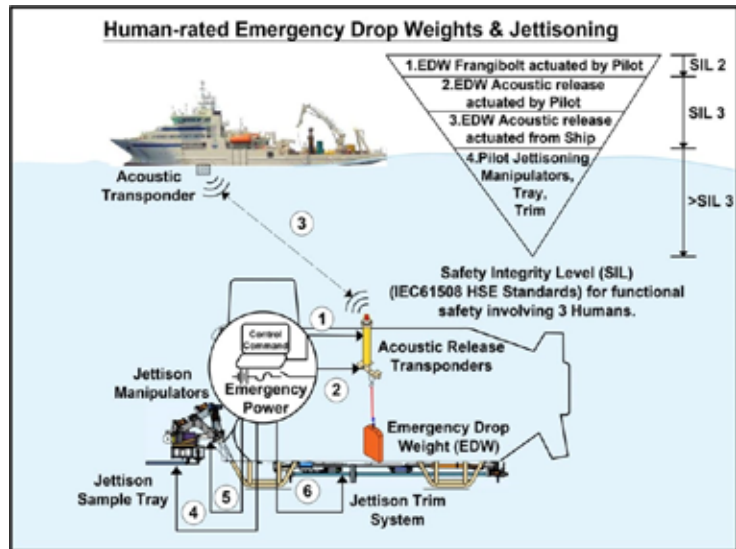 Human-rated Emergency Drop Weights & Jettisoning
1.EDW Frangibolt actuated by Pilot
SIL 2
2.EDW Acoustic release
actuated by Pilot
SIL 3
3.EDW Acoustic release
actuated from Ship
4.Pilot Jettisoning
Manipulators,
Tray,
Trim
>SIL 3
Acoustic
Transponder
3
Safety Integrity Level (SIL)
(IEC61508 HSE Standards) for functional
safety involving 3 Humans.
1
Control
Command
Acoustic Release
Transponders
Jettison
Manipulators
2
Emergency
Power
Emergency Drop
Weight (EDW)
Jettison
Sample Tray
4
5
6
Jettison Trim
System